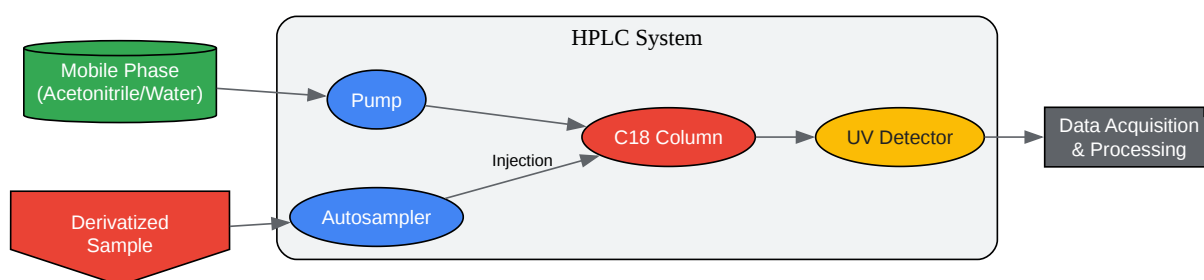 HPLC System
Mobile Phase
(Acetonitrile/Water)
Pump
C18 Column
UV Detector
Data Acquisition
& Processing
Injection
Derivatized
Sample
Autosampler